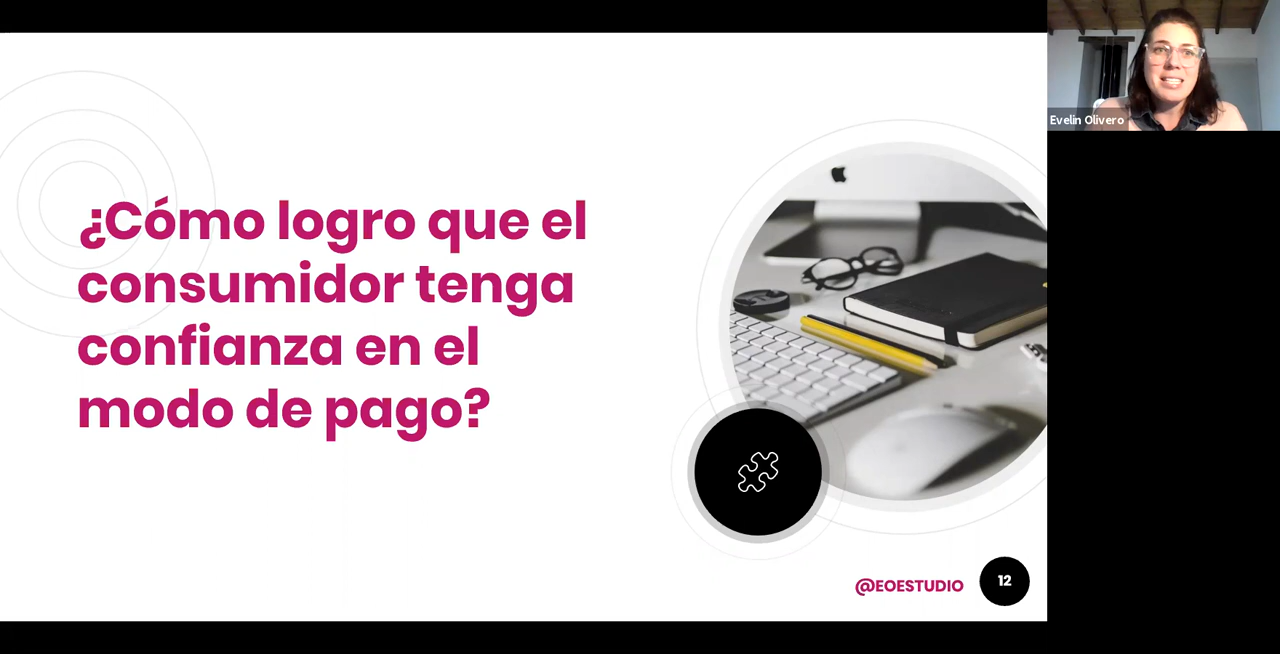 ¿Cómo logro que el
consumidor tenga
confianza en el
modo de pago?
@EOESTUDIO
12
Evelin Olivero